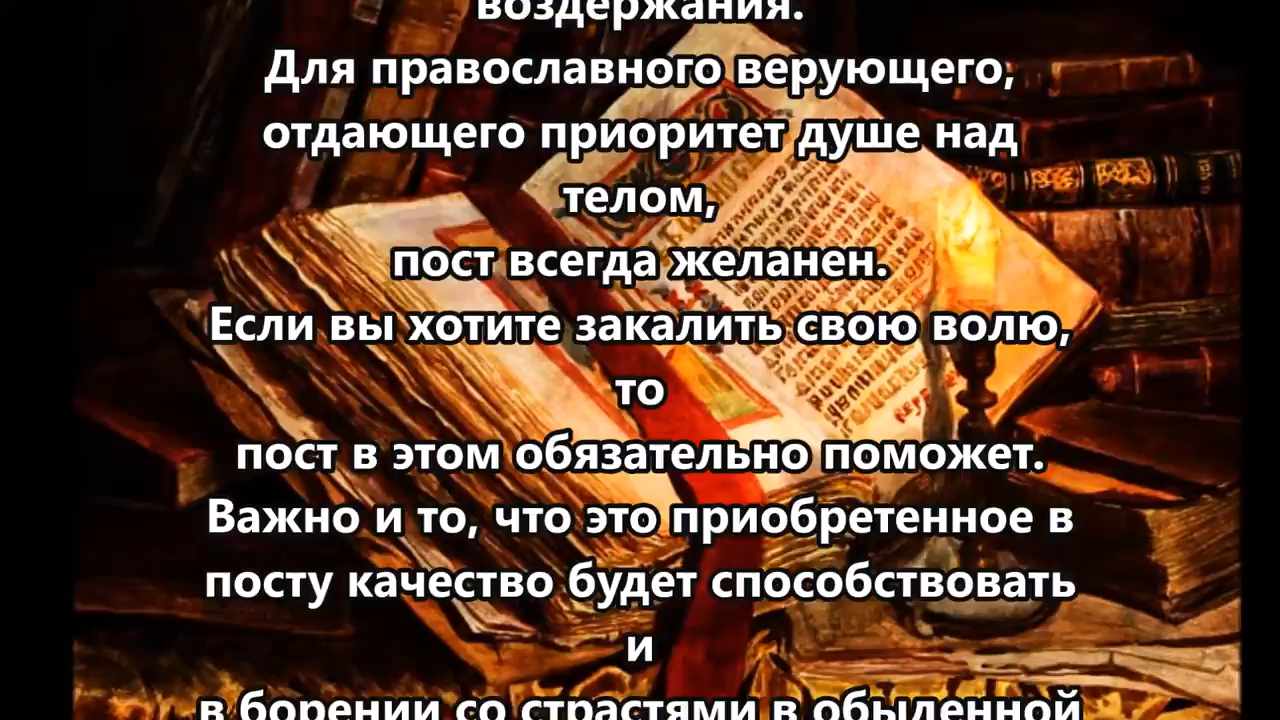 воздержания.
Для православного верующего,
отдающего приоритет душе над
телом,
пост всегда желанен.
Если вы хотите закалить свою волю,
то
пост в этом обязательно поможет.
Важно и то, что это приобретенное в
посту качество будет способствовать
и
в борении со страстями в обыденной